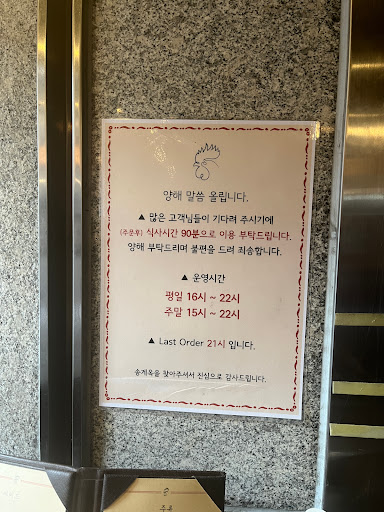 양해 말씀 올립니다.
▲ 많은 고객님들이 기다려 주시기에
(주문후) 식사시간 90분으로 이용 부탁드립니다.
양해 부탁드리며 불편을 드려 죄송합니다.
▲ 운영시간
평일 16시 ~ 22시
주말 15시 ~ 22시
▲ Last Order 21시 입니다.
송계옥을 찾아주셔서 진심으로 감사드립니다.